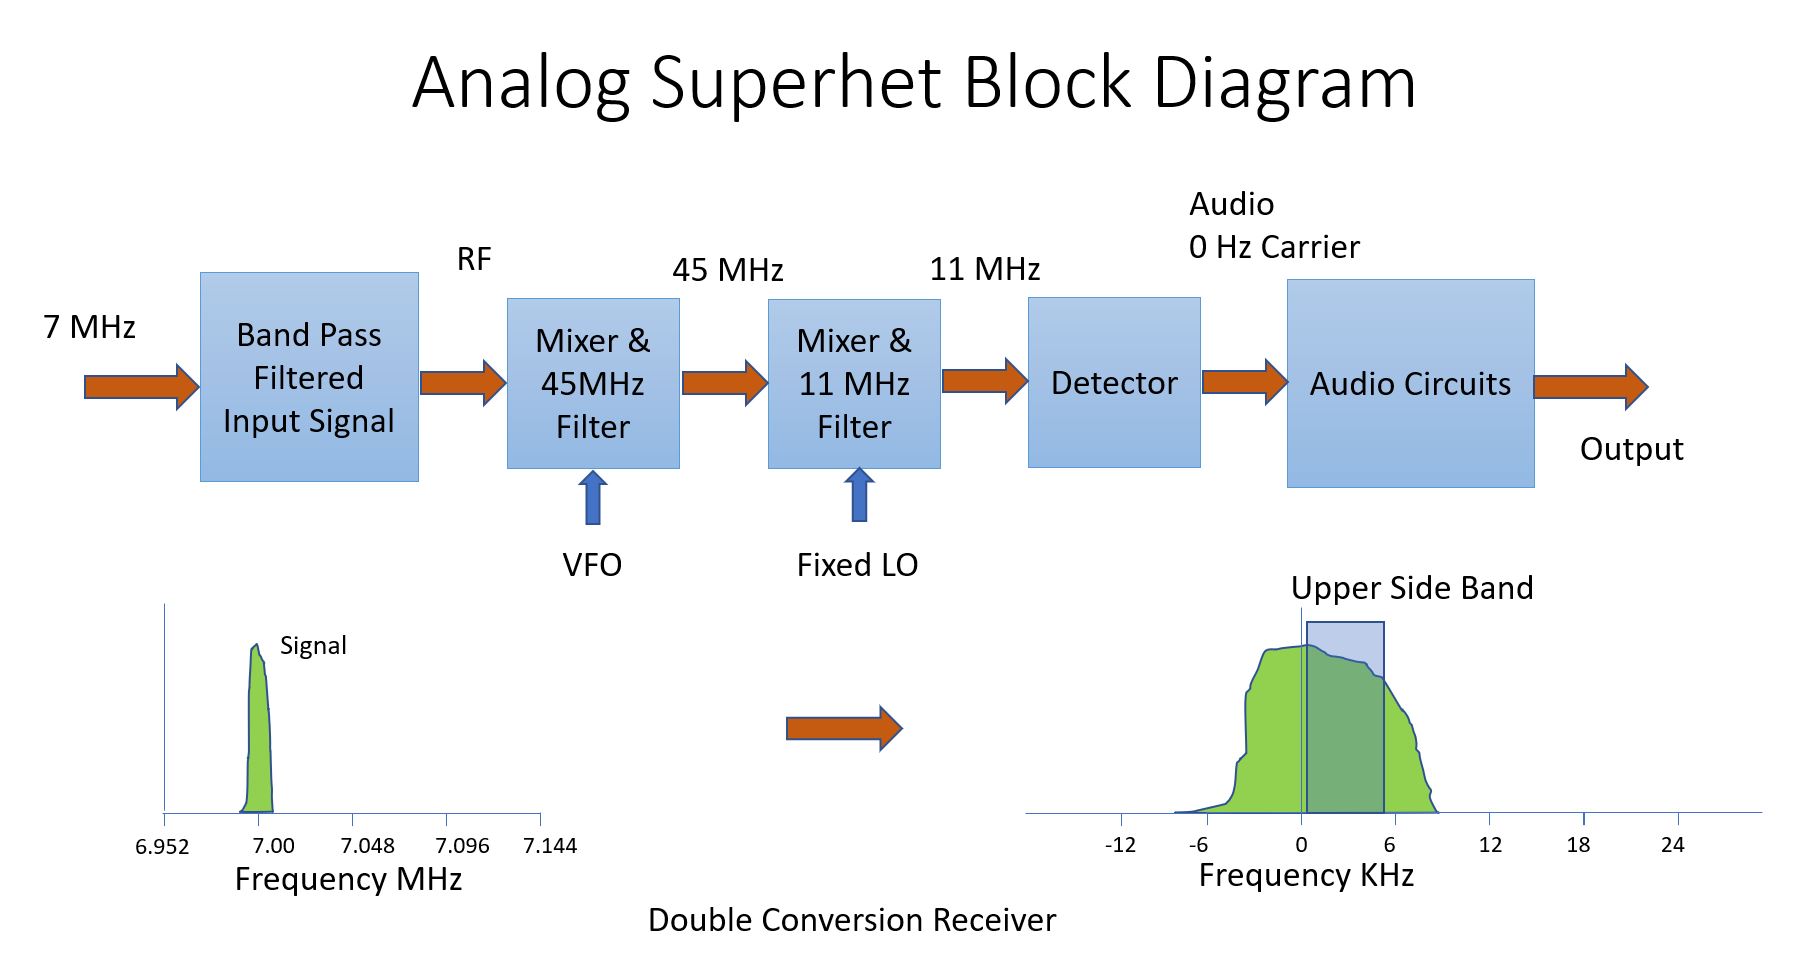 Analog Superhet Block Diagram
Audio
0 Hz Carrier
RF
45 MHz
11 MHz
7 MHz
Band Pass
Filtered
Input Signal
Mixer &
45MHz
Filter
Mixer &
11 MHz
Filter
Detector
Audio Circuits
Output
VFO
Fixed LO
Upper Side Band
Signal
6.952 7.00 7.048 7.096 7.144
Frequency MHz
-12 -6 0 6 12 18 24
Frequency KHz
Double Conversion Receiver